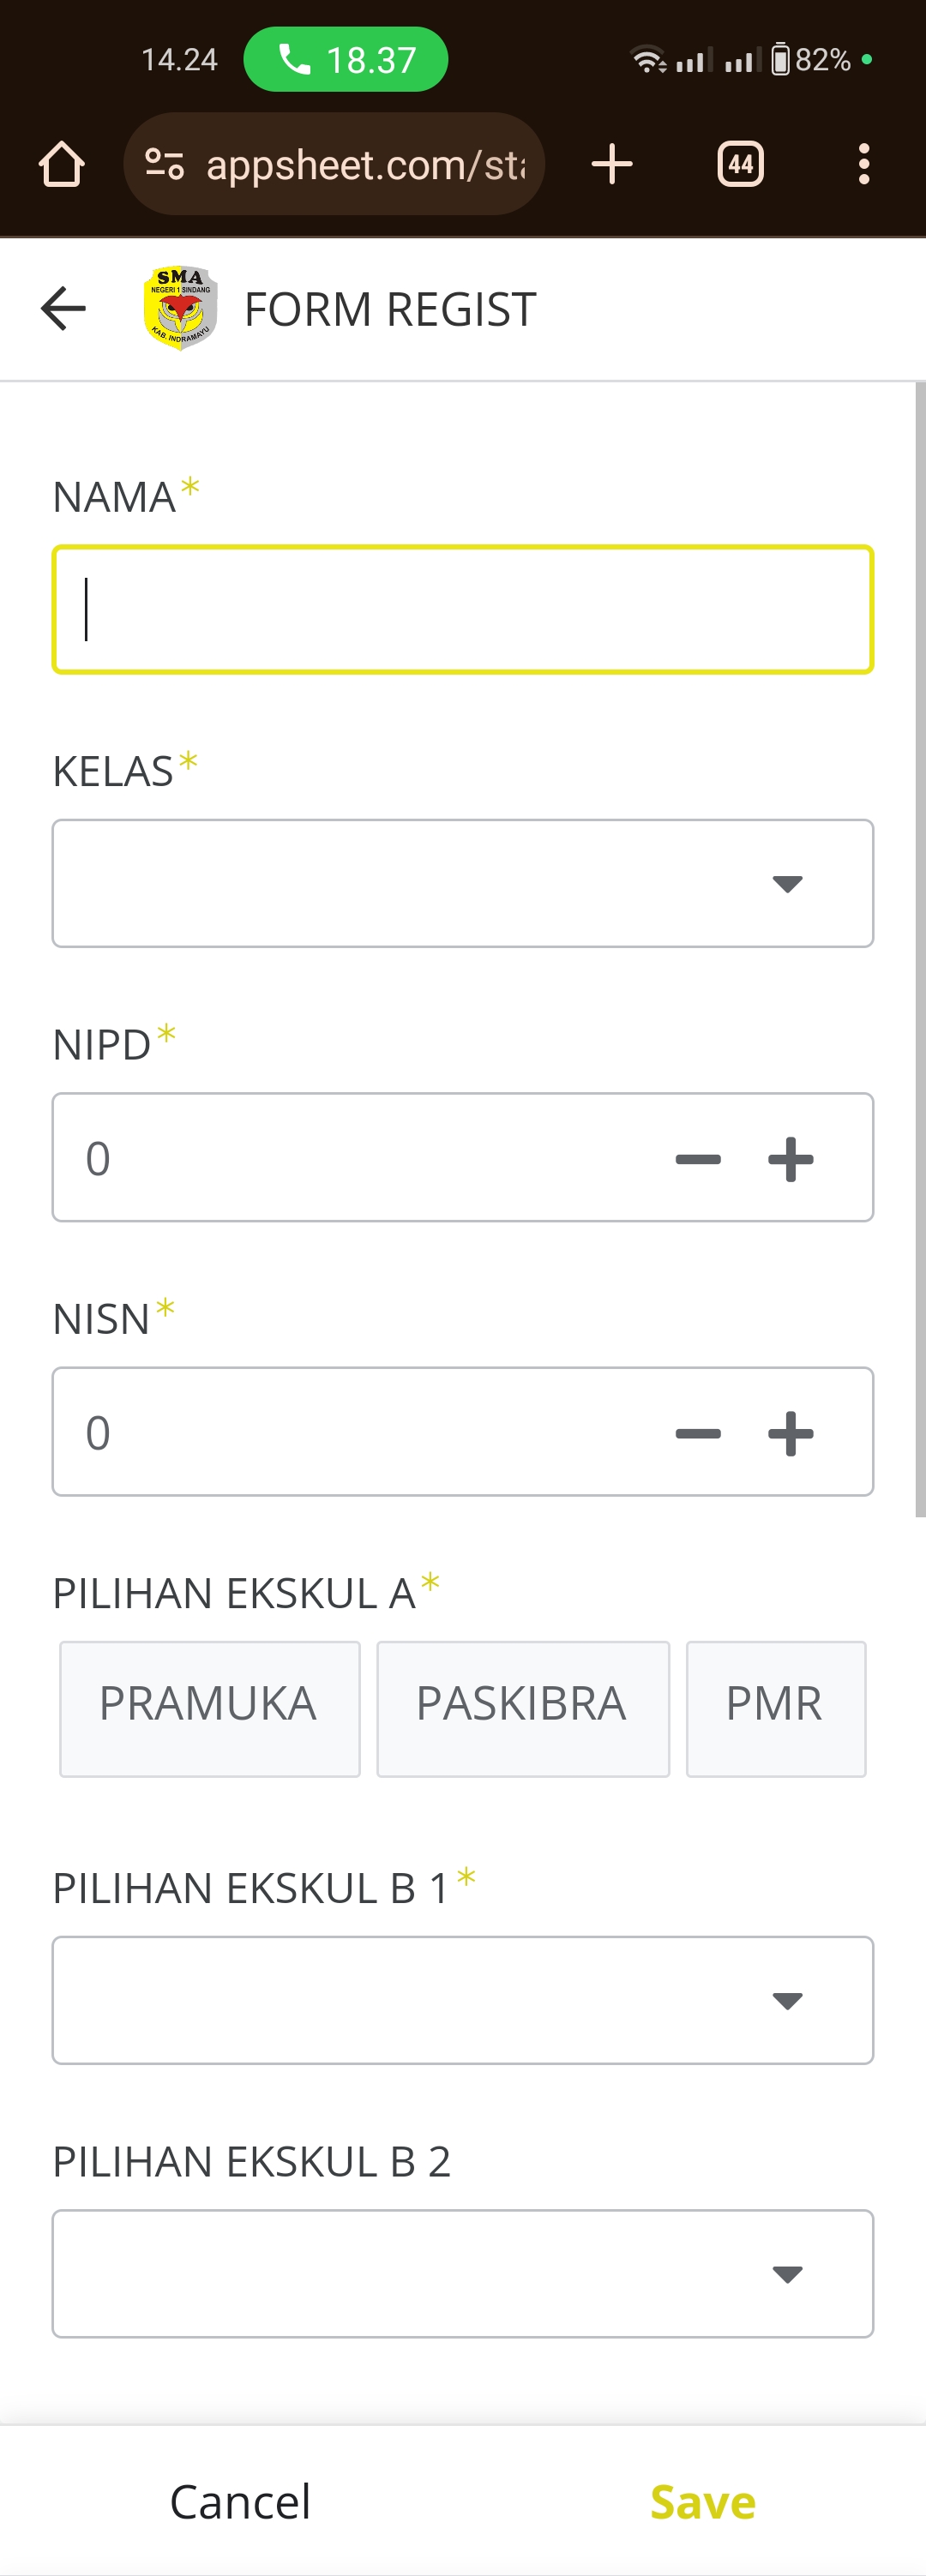 14.24 18.37 82%
appsheet.com/sta 44
SMA
NEGERI 1 SINDANG
KAB. INDRAMAYU
FORM REGIST
NAMA*
KELAS*
NIPD*
0
NISN*
0
PILIHAN EKSKUL A*
PRAMUKA PASKIBRA PMR
PILIHAN EKSKUL B 1*
PILIHAN EKSKUL B 2
Cancel Save